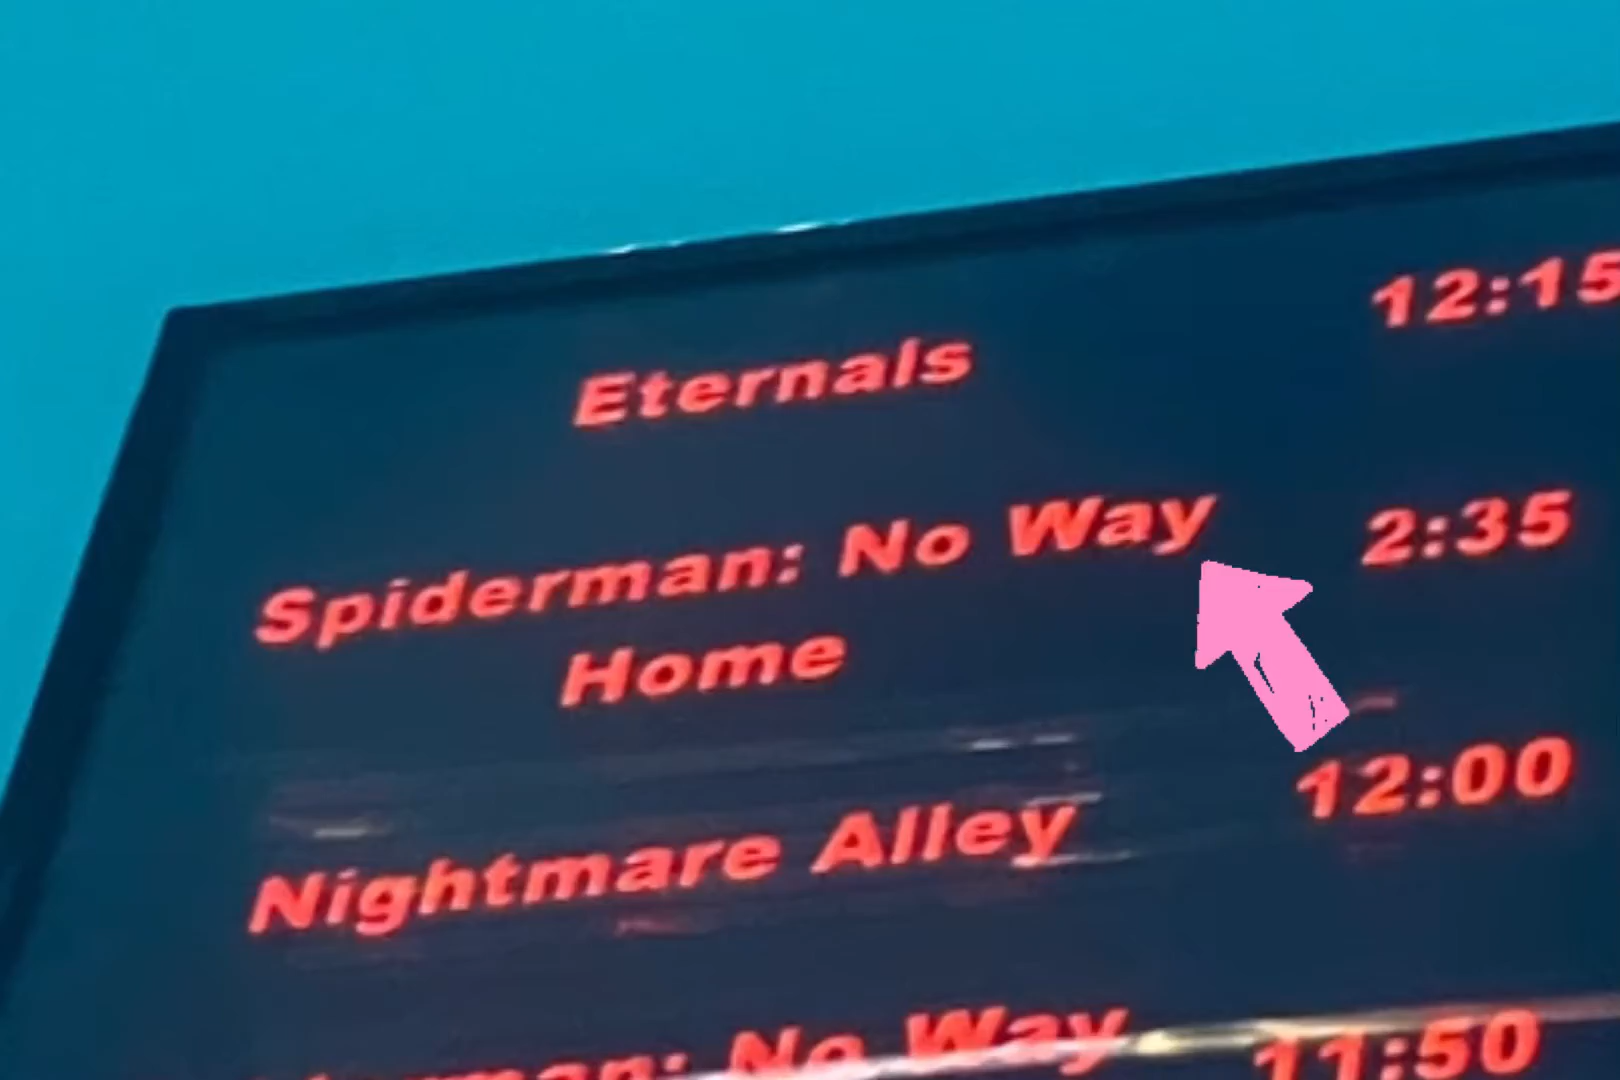 Eternals 12:15
Spiderman: No Way 2:35
Home
Nightmare Alley 12:00
No Way 11:50